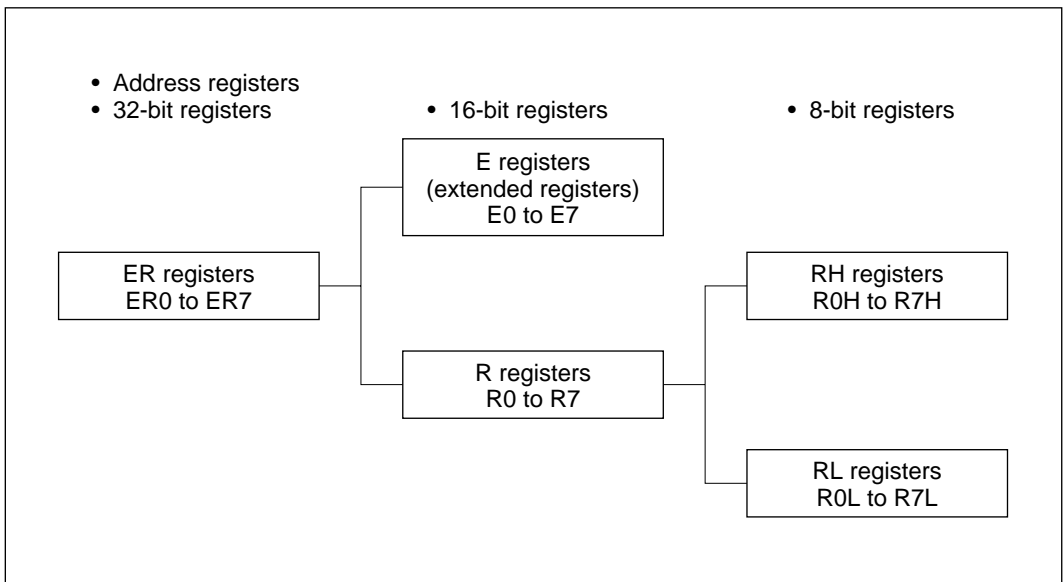 • Address registers
• 32-bit registers
• 16-bit registers
• 8-bit registers
E registers
(extended registers)
E0 to E7
ER registers
ER0 to ER7
RH registers
R0H to R7H
R registers
R0 to R7
RL registers
R0L to R7L